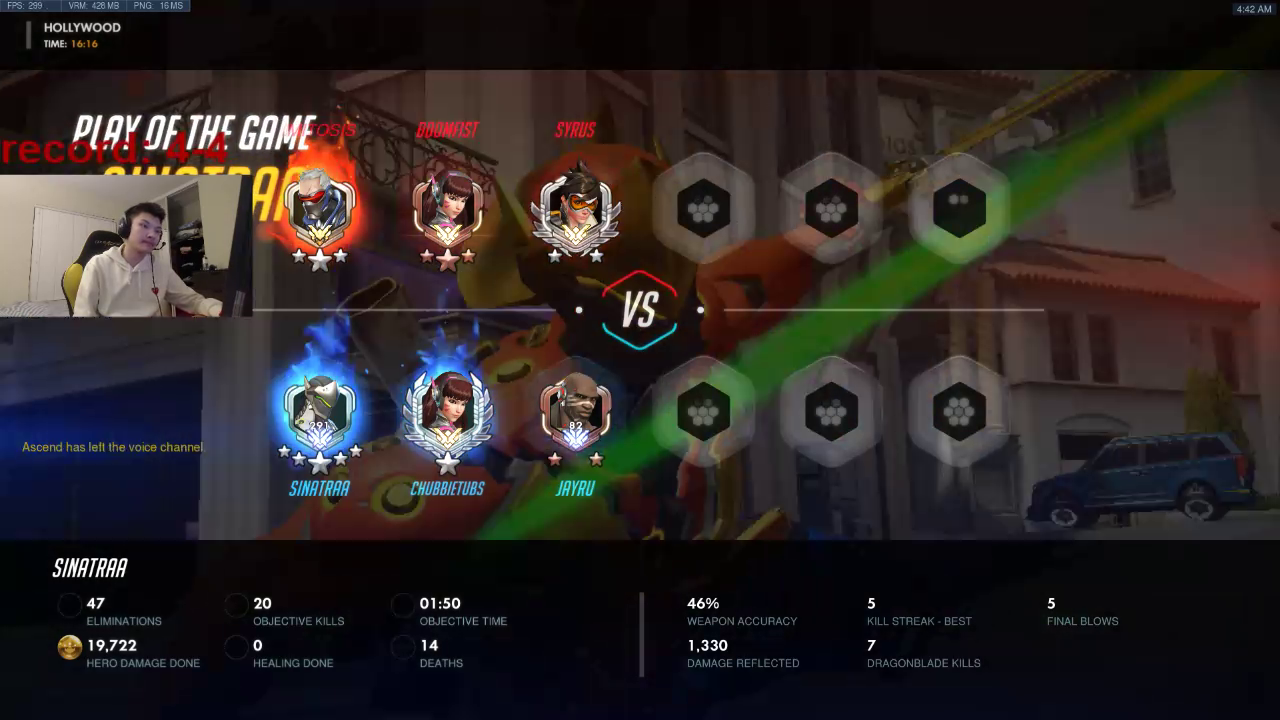 FPS: 299
VRM: 428 MB
PNG: 16 MS
4:42 AM
HOLLYWOOD
TIME: 16:16
PLAY OF THE GAME
SINATRAA
record: 4-4
DOOMFIST
SYRUS
VS
291
82
Ascend has left the voice channel
SINATRAA
CHUBBIETUBS
JAYRU
SINATRAA
47
ELIMINATIONS
20
OBJECTIVE KILLS
01:50
OBJECTIVE TIME
46%
WEAPON ACCURACY
5
KILL STREAK - BEST
5
FINAL BLOWS
19,722
HERO DAMAGE DONE
0
HEALING DONE
14
DEATHS
1,330
DAMAGE REFLECTED
7
DRAGONBLADE KILLS